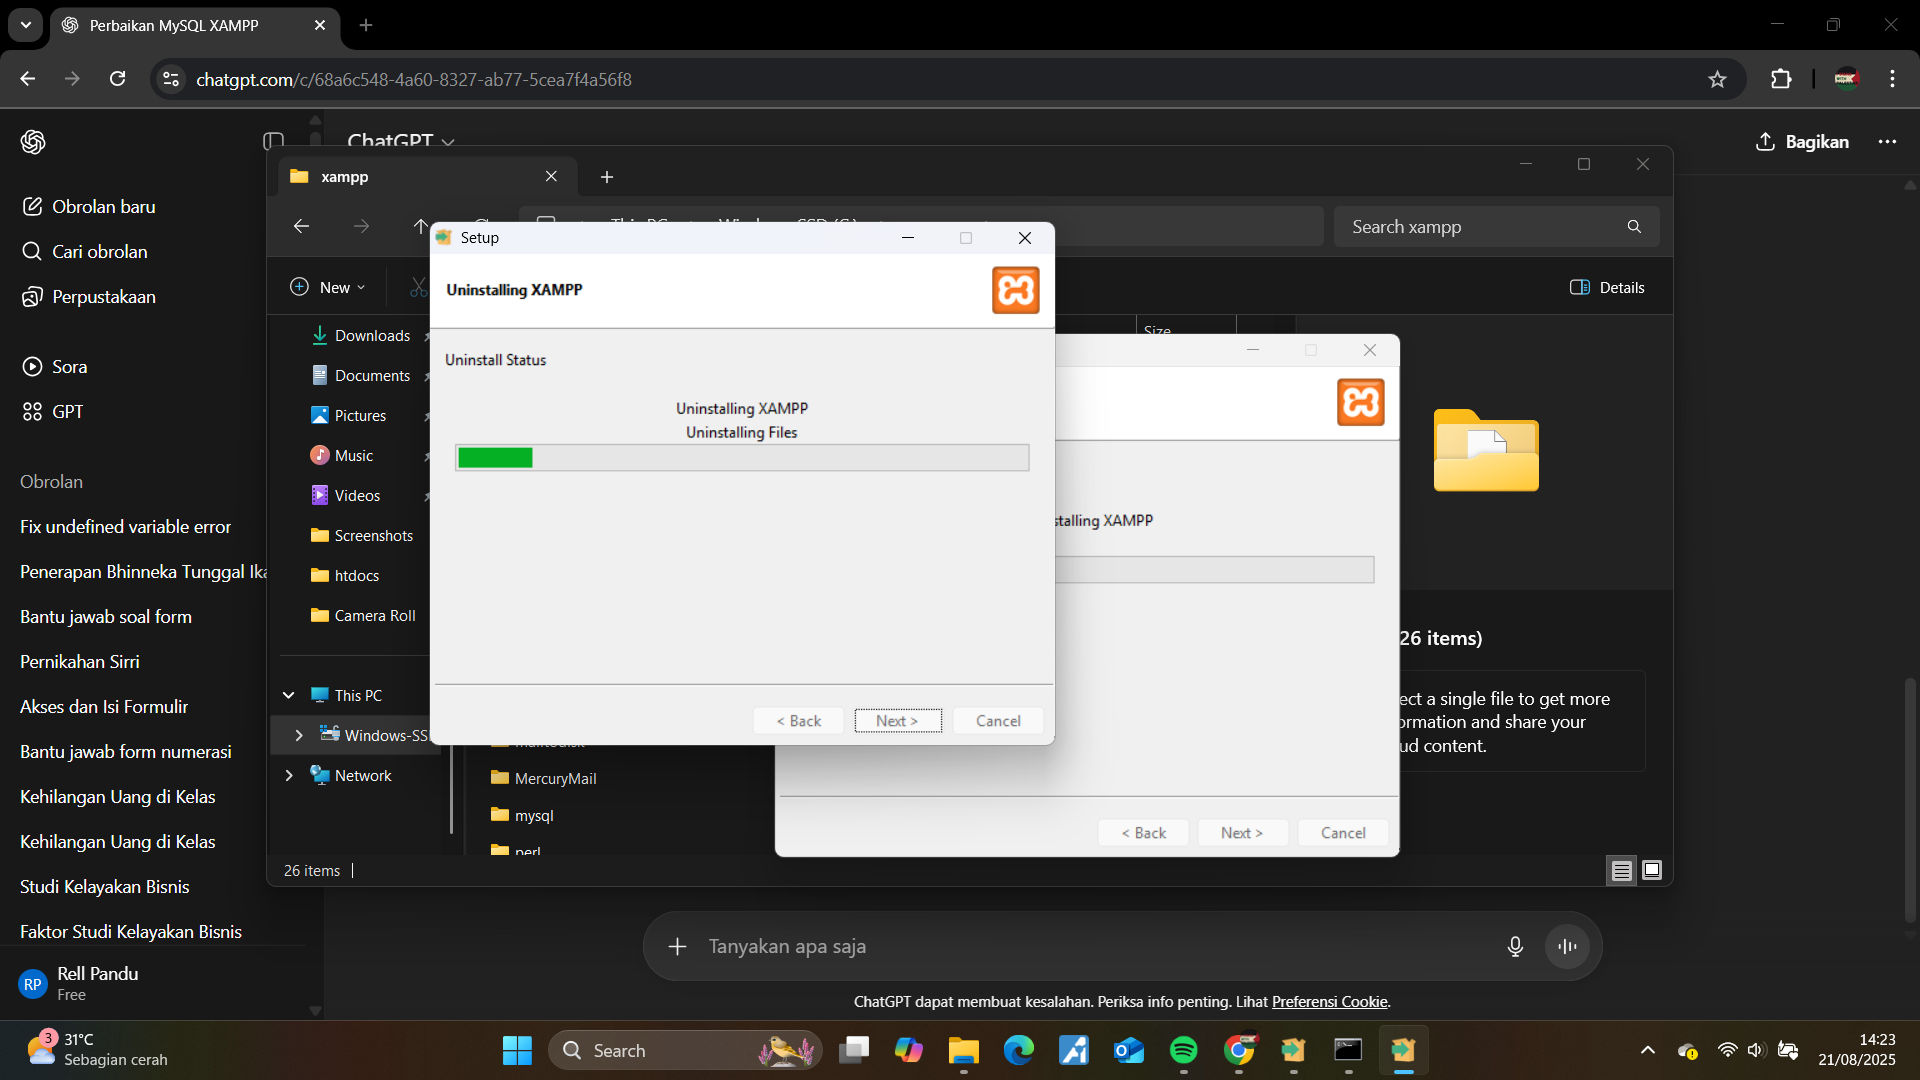 Perbaikan MySQL XAMPP
chatgpt.com/c/68a6c548-4a60-8327-ab77-5cea7f4a56f8
ChatGPT
Bagikan
Obrolan baru
Cari obrolan
Perpustakaan
Sora
GPT
Obrolan
Fix undefined variable error
Penerapan Bhinneka Tunggal Ika
Bantu jawab soal form
Pernikahan Sirri
Akses dan Isi Formulir
Bantu jawab form numerasi
Kehilangan Uang di Kelas
Kehilangan Uang di Kelas
Studi Kelayakan Bisnis
Faktor Studi Kelayakan Bisnis
RP
Rell Pandu
Free
xampp
Search xampp
New
Details
Size
Downloads
Documents
Pictures
Music
Videos
Screenshots
htdocs
Camera Roll
This PC
Windows-SS
Network
MercuryMail
mysql
perl
26 items
Setup
Uninstalling XAMPP
Uninstall Status
Uninstalling XAMPP
Uninstalling Files
< Back
Next >
Cancel
stalling XAMPP
< Back
Next >
Cancel
26 items)
ect a single file to get more
ormation and share your
ud content.
Tanyakan apa saja
ChatGPT dapat membuat kesalahan. Periksa info penting. Lihat Preferensi Cookie.
3
31°C
Sebagian cerah
Search
14:23
21/08/2025